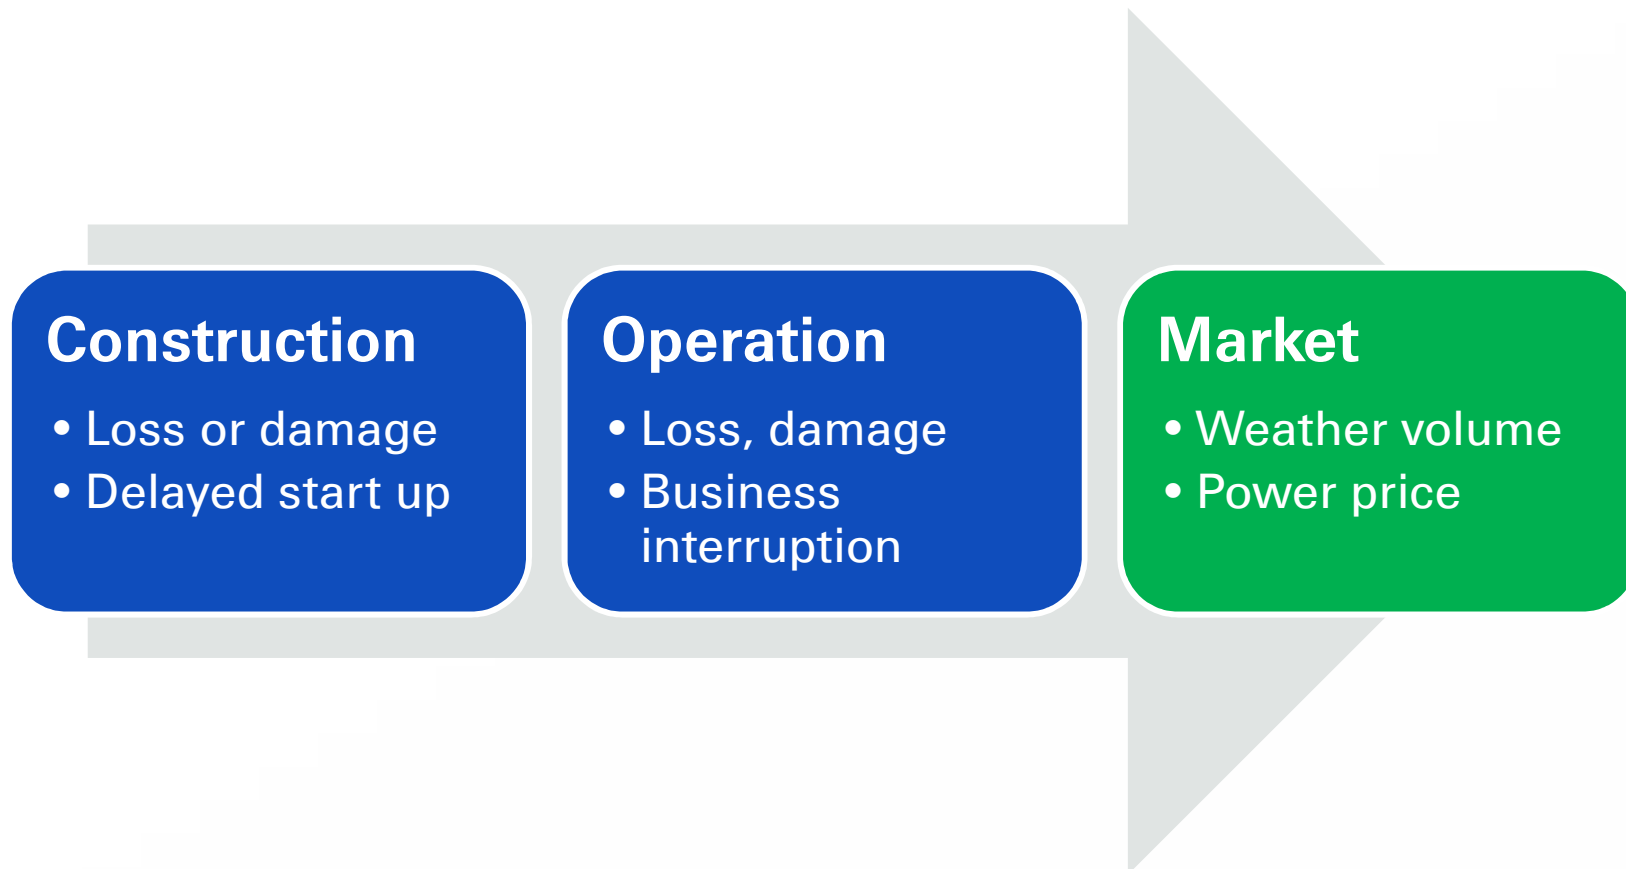 Construction
• Loss or damage
• Delayed start up
Operation
• Loss, damage
• Business
interruption
Market
• Weather volume
• Power price